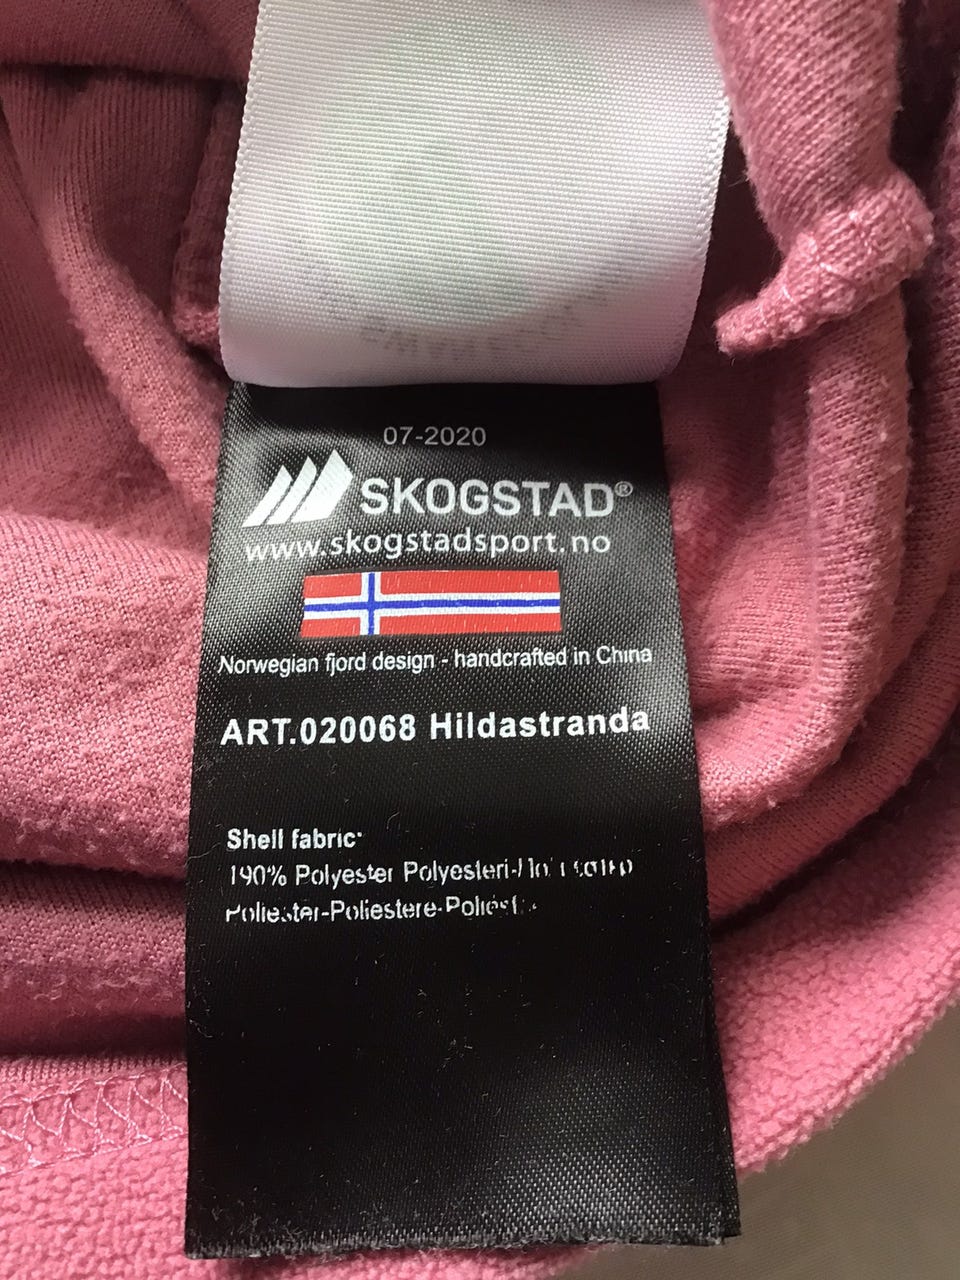 07-2020
SKOGSTAD®
www.skogstadsport.no
Norwegian fjord design - handcrafted in China
ART.020068 Hildastranda
Shell fabric:
100% Polyester Polyesteri-
Poliester-Poliestere-